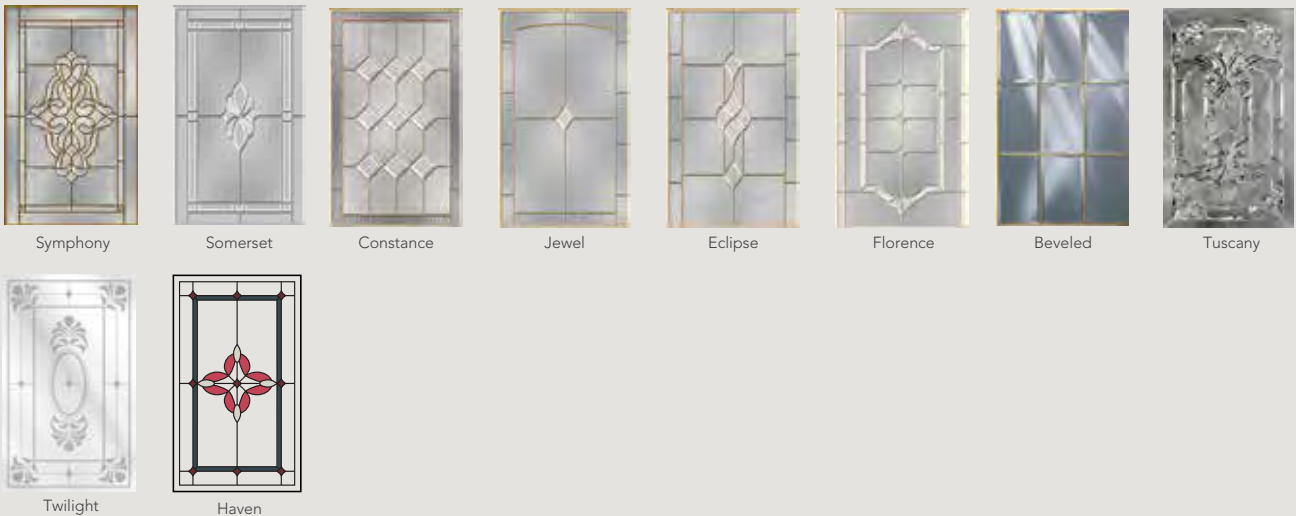 Symphony
Somerset
Constance
Jewel
Eclipse
Florence
Beveled
Tuscany
Twilight
Haven